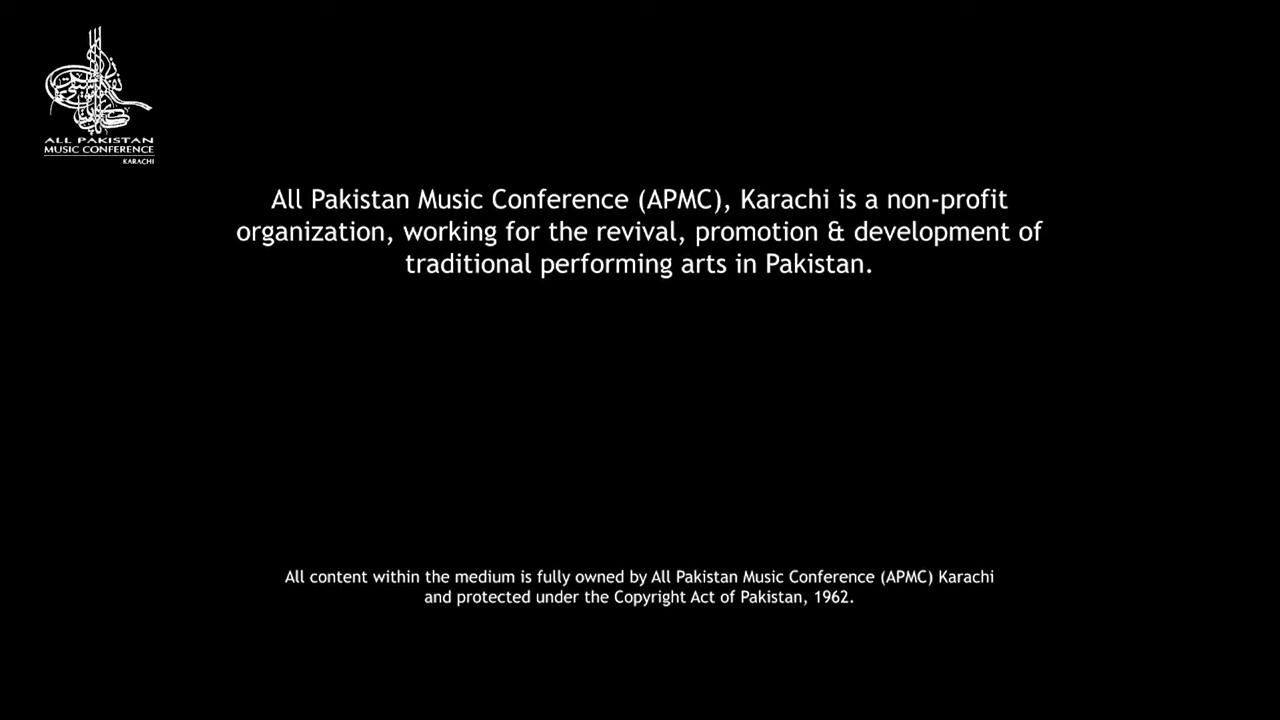 ALL PAKISTAN
MUSIC CONFERENCE
KARACHI
All Pakistan Music Conference (APMC), Karachi is a non-profit
organization, working for the revival, promotion & development of
traditional performing arts in Pakistan.
All content within the medium is fully owned by All Pakistan Music Conference (APMC) Karachi
and protected under the Copyright Act of Pakistan, 1962.